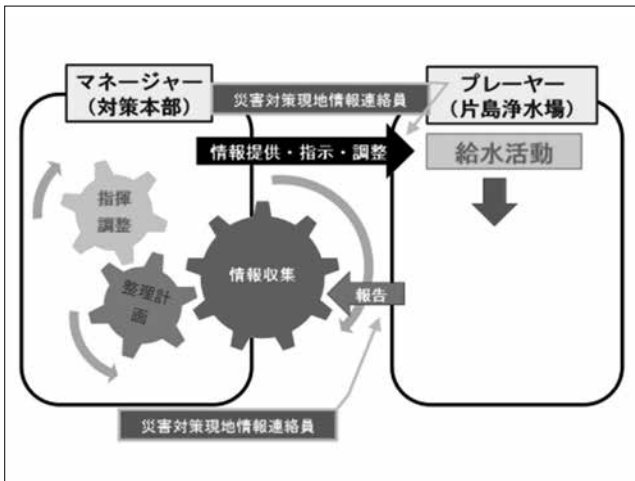 マネージャー
（対策本部）
災害対策現地情報連絡員
プレーヤー
（片島浄水場）
情報提供・指示・調整
給水活動
指揮
調整
整理計
画
情報収集
報告
災害対策現地情報連絡員